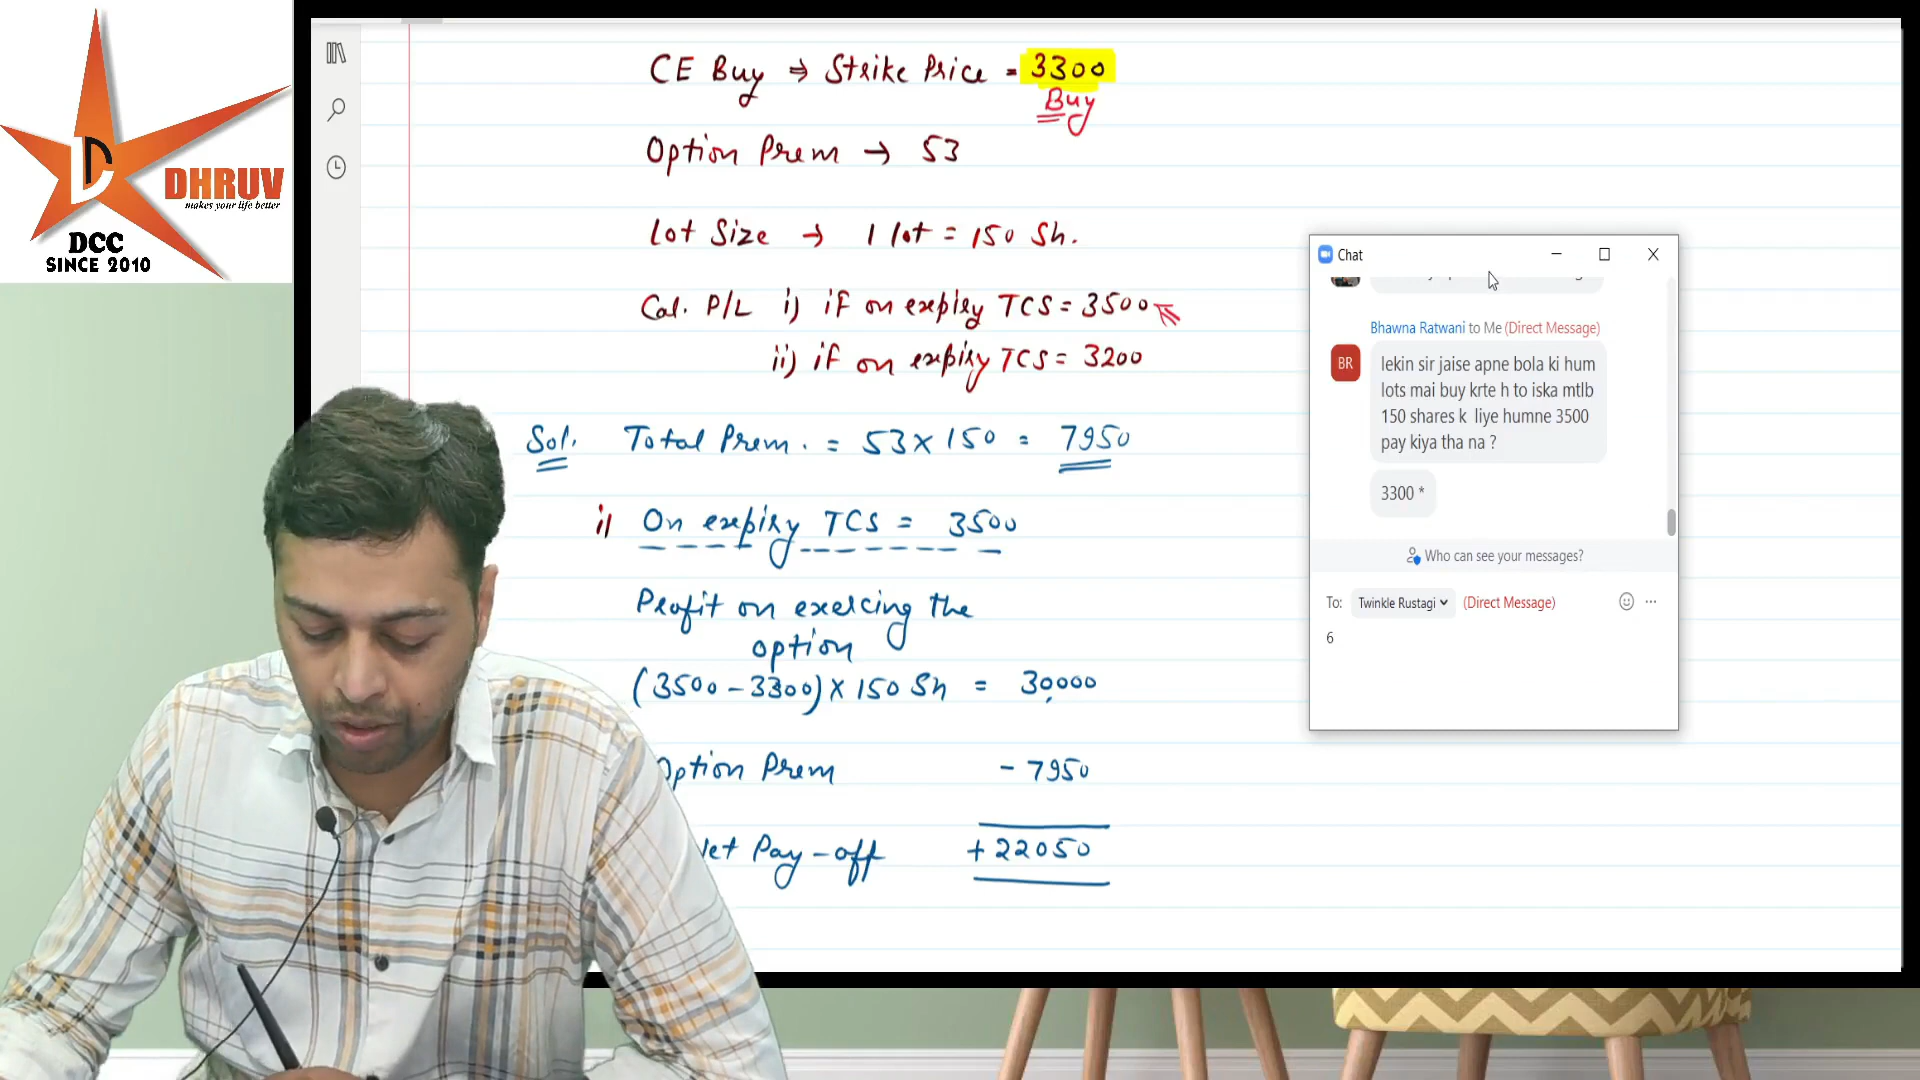 DHRUV
makes your life better
DCC
SINCE 2010
CE Buy ⇒ Strike Price = 3300
Buy
Option Prem → 53
Lot Size → 1 lot = 150 Sh.
Cal. P/L i) if on expiry TCS = 3500
ii) if on expiry TCS = 3200
Sol. Total Prem. = 53 × 150 = 7950
i) On expiry TCS = 3500
Profit on exercing the
option
(3500 - 3300) × 150 Sh = 30,000
Option Prem - 7950
Net Pay-off + 22050
Chat
Bhawna Ratwani to Me (Direct Message)
BR
lekin sir jaise apne bola ki hum
lots mai buy krte h to iska mtlb
150 shares k liye humne 3500
pay kiya tha na ?
3300 *
Who can see your messages?
To: Twinkle Rustagi (Direct Message)
6